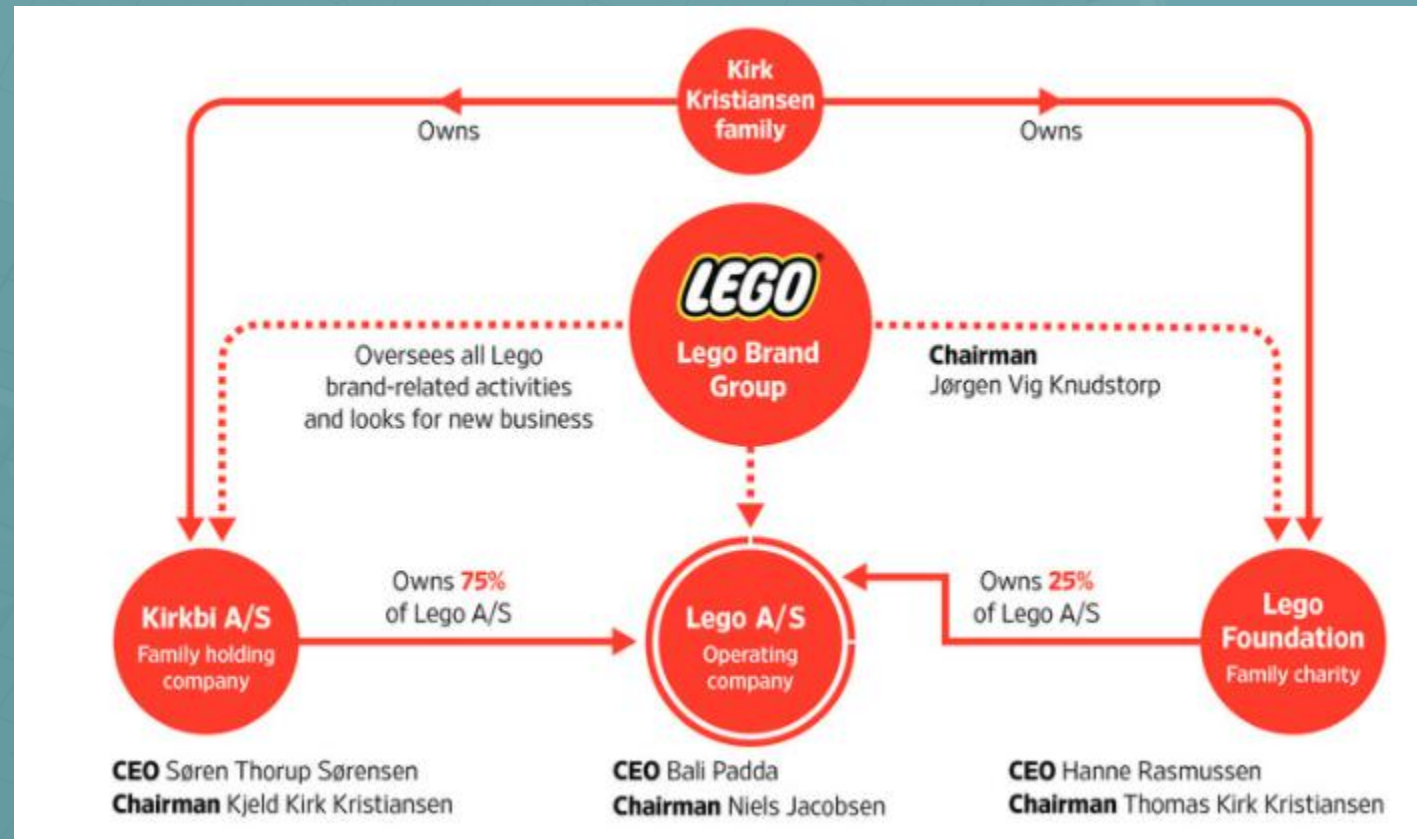 Kirk
Kristiansen
family
Owns
Owns
LEGO
Lego Brand
Group
Oversees all Lego
brand-related activities
and looks for new business
Chairman
Jørgen Vig Knudstorp
Kirkbi A/S
Family holding
company
Owns 75%
of Lego A/S
Lego A/S
Operating
company
Owns 25%
of Lego A/S
Lego
Foundation
Family charity
CEO Søren Thorup Sørensen
Chairman Kjeld Kirk Kristiansen
CEO Bali Padda
Chairman Niels Jacobsen
CEO Hanne Rasmussen
Chairman Thomas Kirk Kristiansen